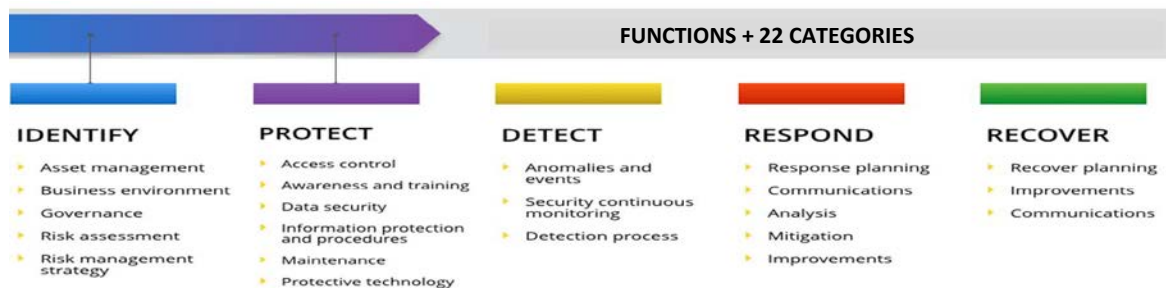 FUNCTIONS + 22 CATEGORIES
IDENTIFY
Asset management
Business environment
Governance
Risk assessment
Risk management
strategy
PROTECT
Access control
Awareness and training
Data security
Information protection
and procedures
Maintenance
Protective technology
DETECT
Anomalies and
events
Security continuous
monitoring
Detection process
RESPOND
Response planning
Communications
Analysis
Mitigation
Improvements
RECOVER
Recover planning
Improvements
Communications